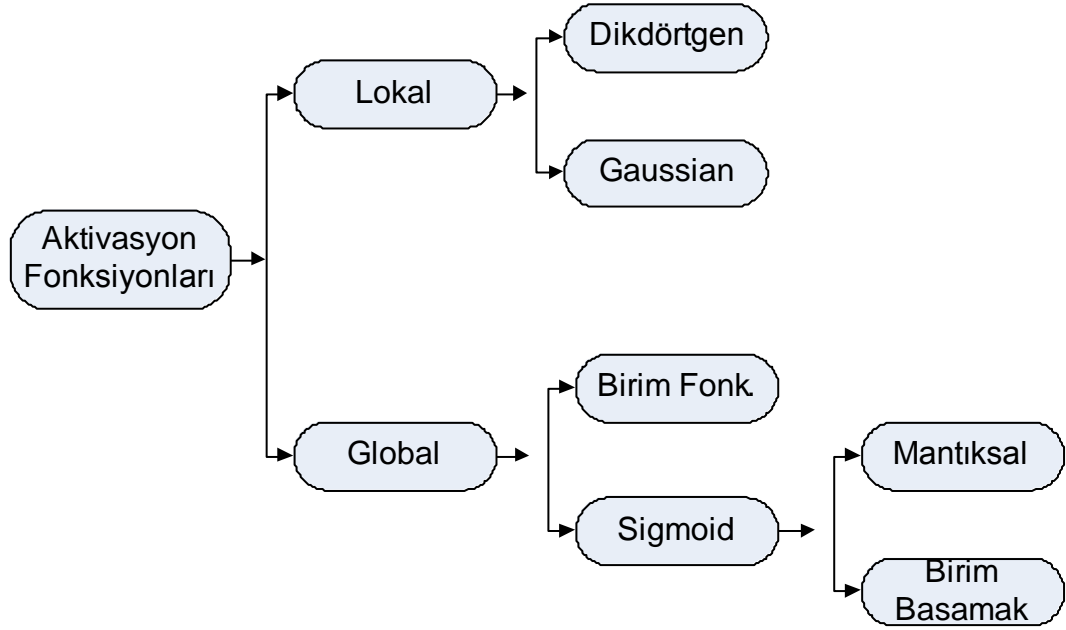 Dikdörtgen
Lokal
Gaussian
Aktivasyon
Fonksiyonları
Birim Fonk.
Global
Mantıksal
Sigmoid
Birim
Basamak